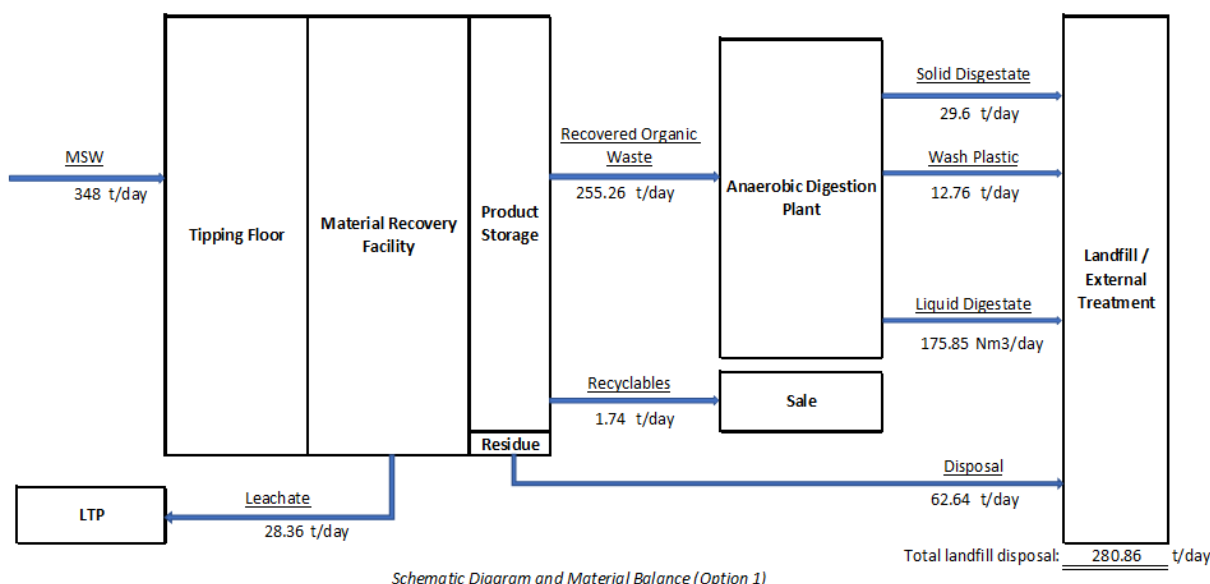 MSW
348 t/day
Tipping Floor
Material Recovery
Facility
Product
Storage
Residue
Recovered Organic
Waste
255.26 t/day
Anaerobic Digestion
Plant
Solid Disgestate
29.6 t/day
Wash Plastic
12.76 t/day
Liquid Digestate
175.85 Nm3/day
Landfill /
External
Treatment
Recyclables
1.74 t/day
Sale
Disposal
62.64 t/day
LTP
Leachate
28.36 t/day
Total landfill disposal: 280.86 t/day
Schematic Diagram and Material Balance (Option 1)